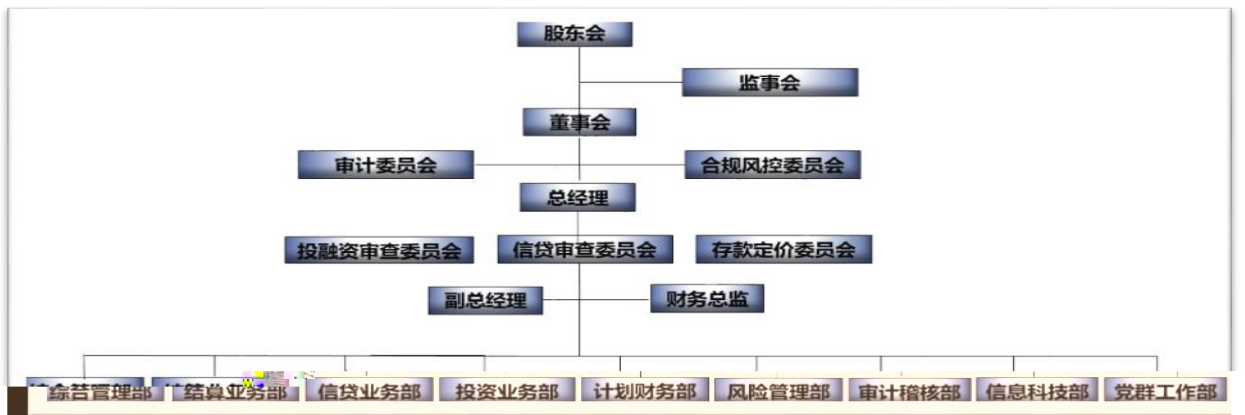 股东会
监事会
董事会
审计委员会 合规风控委员会
总经理
投融资审查委员会 信贷审查委员会 存款定价委员会
副总经理 财务总监
综合管理部 结算业务部 信贷业务部 投资业务部 计划财务部 风险管理部 审计稽核部 信息科技部 党群工作部